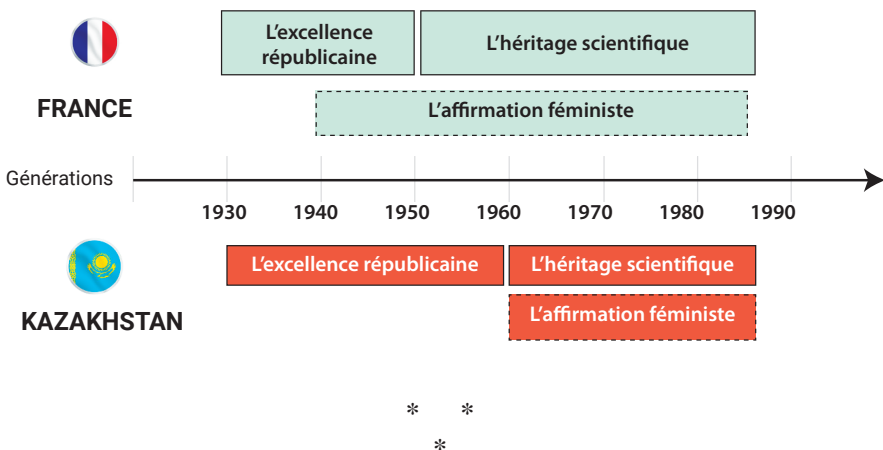 L'excellence
républicaine
L'héritage scientifique
FRANCE
L'affirmation féministe
Générations
1930 1940 1950 1960 1970 1980 1990
L'excellence républicaine
L'héritage scientifique
KAZAKHSTAN
L'affirmation féministe
* *
*